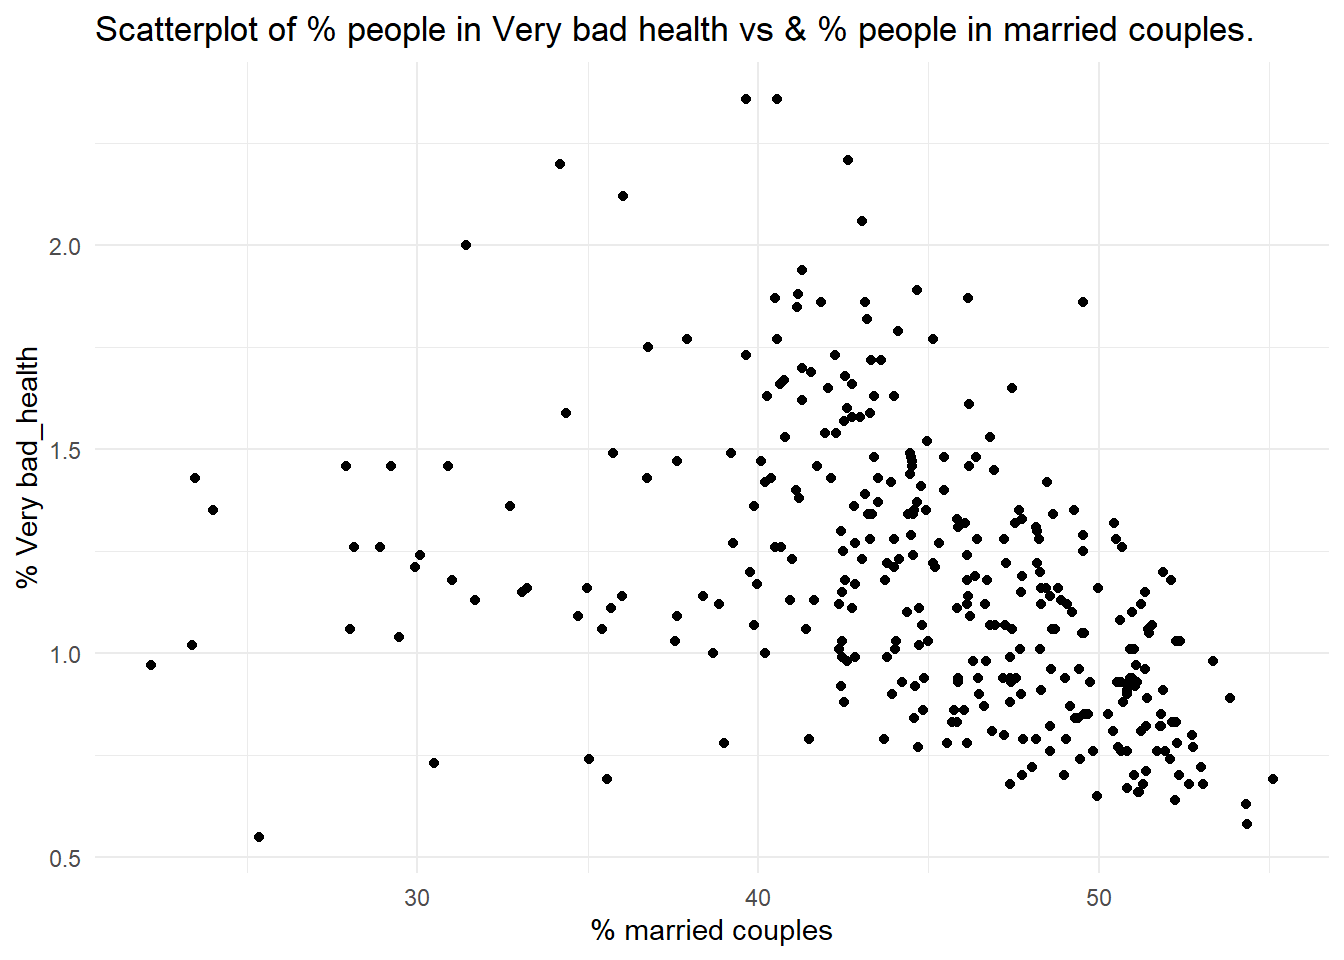 Scatterplot of % people in Very bad health vs & % people in married couples.
% Very bad_health
2.0
1.5
1.0
0.5
30
40
50
% married couples